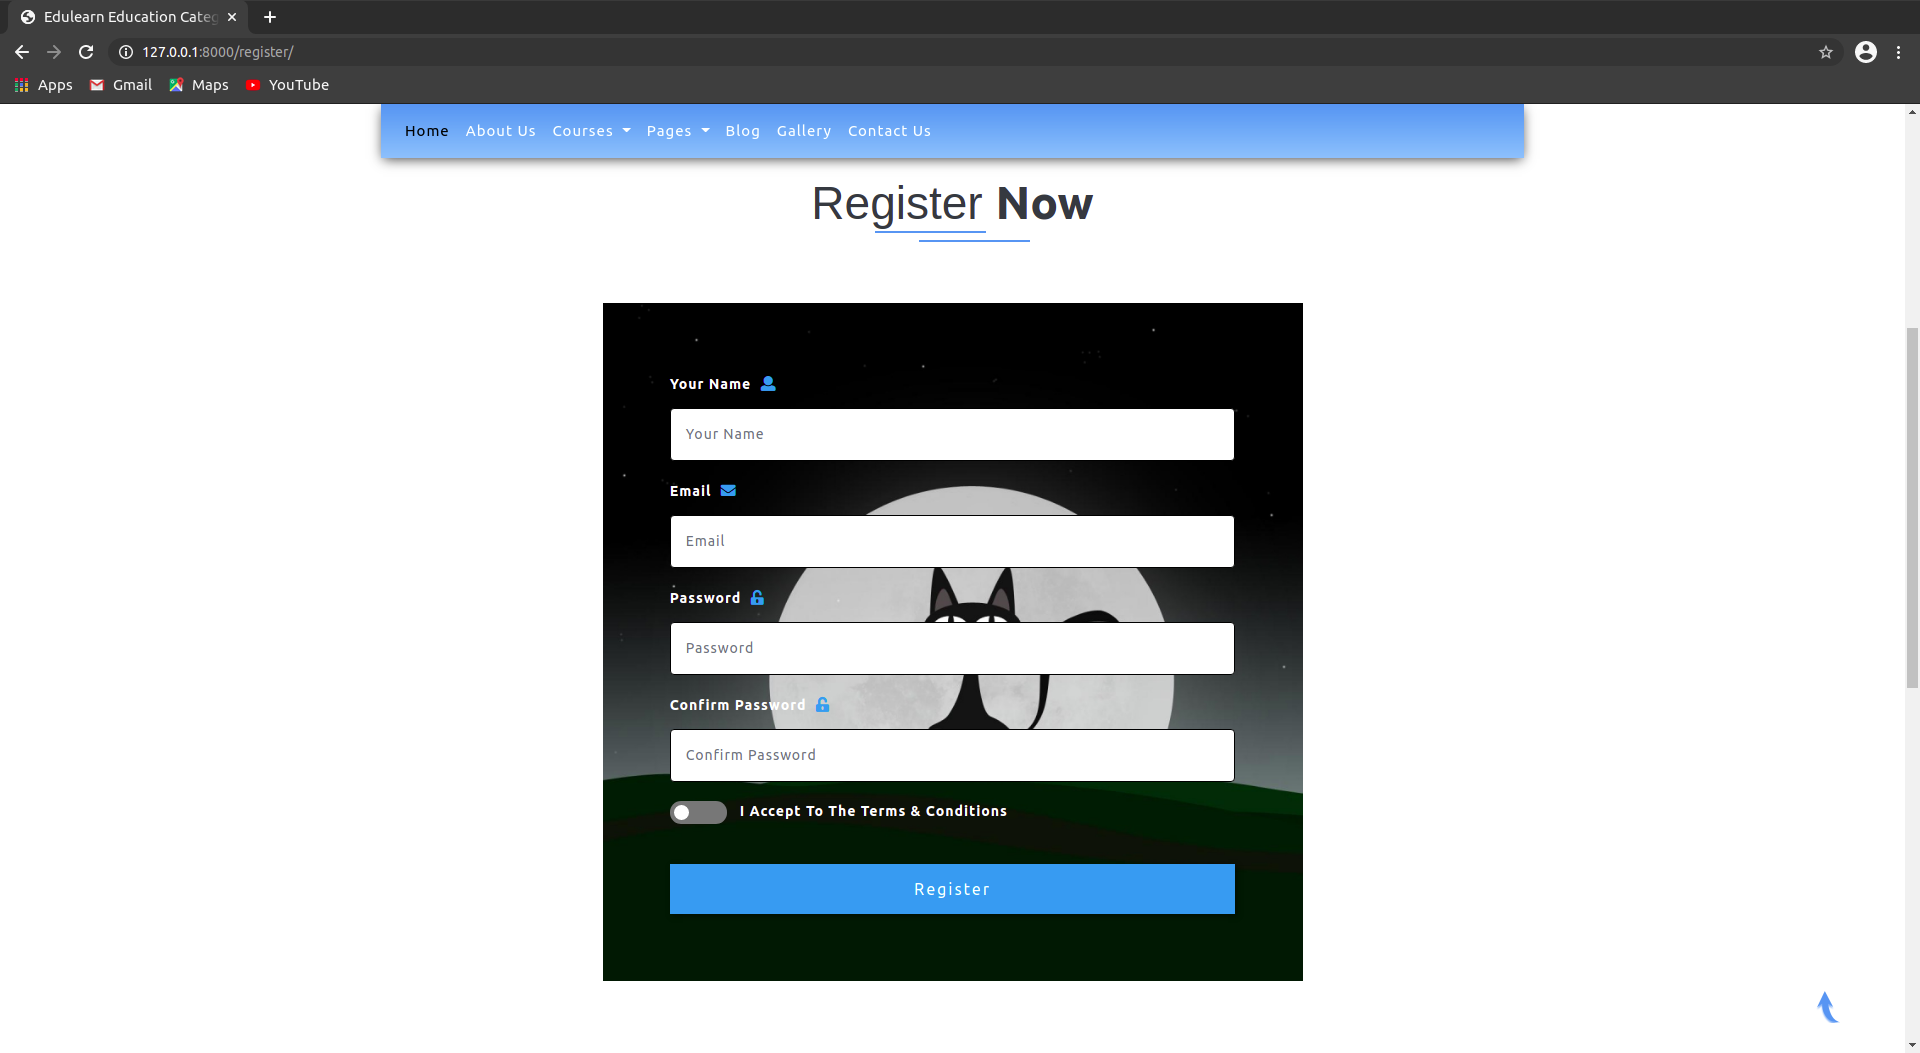 Edulearn Education Categ
127.0.0.1:8000/register/
Apps Gmail Maps YouTube
Home About Us Courses Pages Blog Gallery Contact Us
Register Now
Your Name
Your Name
Email
Email
Password
Password
Confirm Password
Confirm Password
I Accept To The Terms & Conditions
Register